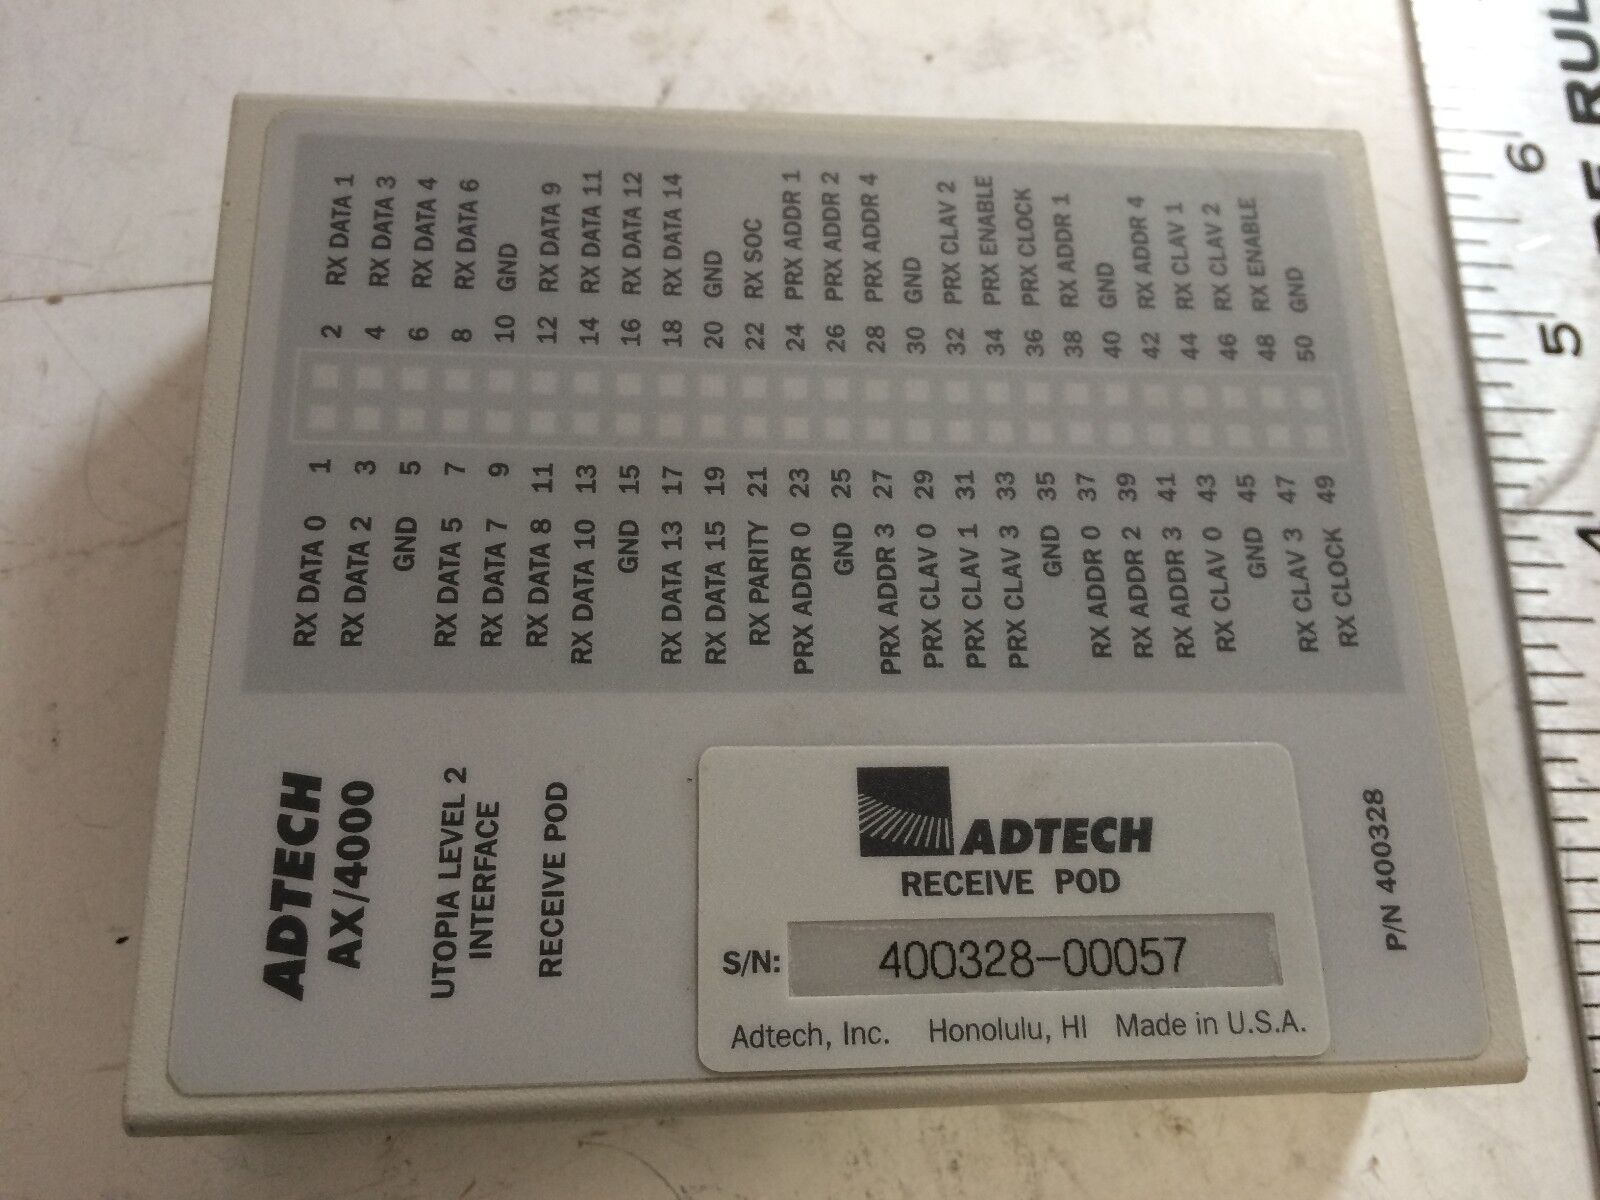 ADTECH
AX/4000
UTOPIA LEVEL 2
INTERFACE
RECEIVE POD
RX DATA 0 1 2 RX DATA 1
RX DATA 2 3 4 RX DATA 3
GND 5 6 RX DATA 4
RX DATA 5 7 8 RX DATA 6
RX DATA 7 9 10 GND
RX DATA 8 11 12 RX DATA 9
RX DATA 10 13 14 RX DATA 11
GND 15 16 RX DATA 12
RX DATA 13 17 18 RX DATA 14
RX DATA 15 19 20 GND
RX PARITY 21 22 RX SOC
PRX ADDR 0 23 24 PRX ADDR 1
GND 25 26 PRX ADDR 2
PRX ADDR 3 27 28 PRX ADDR 4
PRX CLAV 0 29 30 GND
PRX CLAV 1 31 32 PRX CLAV 2
PRX CLAV 3 33 34 PRX ENABLE
GND 35 36 PRX CLOCK
RX ADDR 0 37 38 RX ADDR 1
RX ADDR 2 39 40 GND
RX ADDR 3 41 42 RX ADDR 4
RX CLAV 0 43 44 RX CLAV 1
GND 45 46 RX CLAV 2
RX CLAV 3 47 48 RX ENABLE
RX CLOCK 49 50 GND
ADTECH
RECEIVE POD
S/N: 400328-00057
Adtech, Inc. Honolulu, HI Made in U.S.A.
P/N 400328
4 5 6